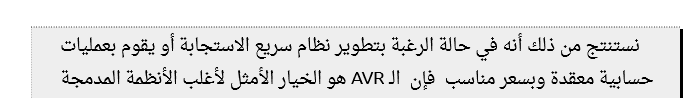 نستنتج من ذلك أنه في حالة الرغبة بتطوير نظام سريع الاستجابة أو يقوم بعمليات
حسابية معقدة وبسعر مناسب فإن الـ AVR هو الخيار الأمثل لأغلب الأنظمة المدمجة